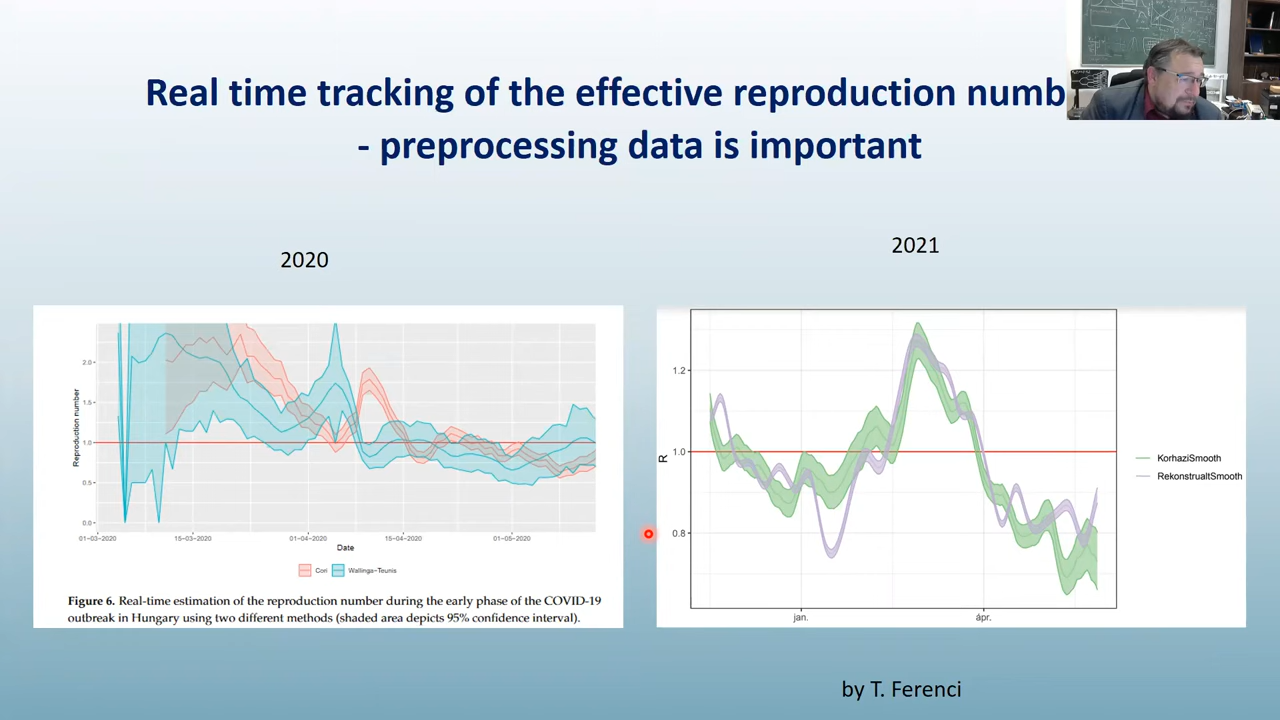 Real time tracking of the effective reproduction numb
- preprocessing data is important
2020
2021
Reproduction number
2.0
1.5
1.0
0.5
0.0
01-03-2020
15-03-2020
01-04-2020
15-04-2020
01-05-2020
Date
Cori
Wallinga-Teunis
Figure 6. Real-time estimation of the reproduction number during the early phase of the COVID-19
outbreak in Hungary using two different methods (shaded area depicts 95% confidence interval).
R
1.2
1.0
0.8
jan.
ápr.
KorhaziSmooth
RekonstrualtSmooth
by T. Ferenci